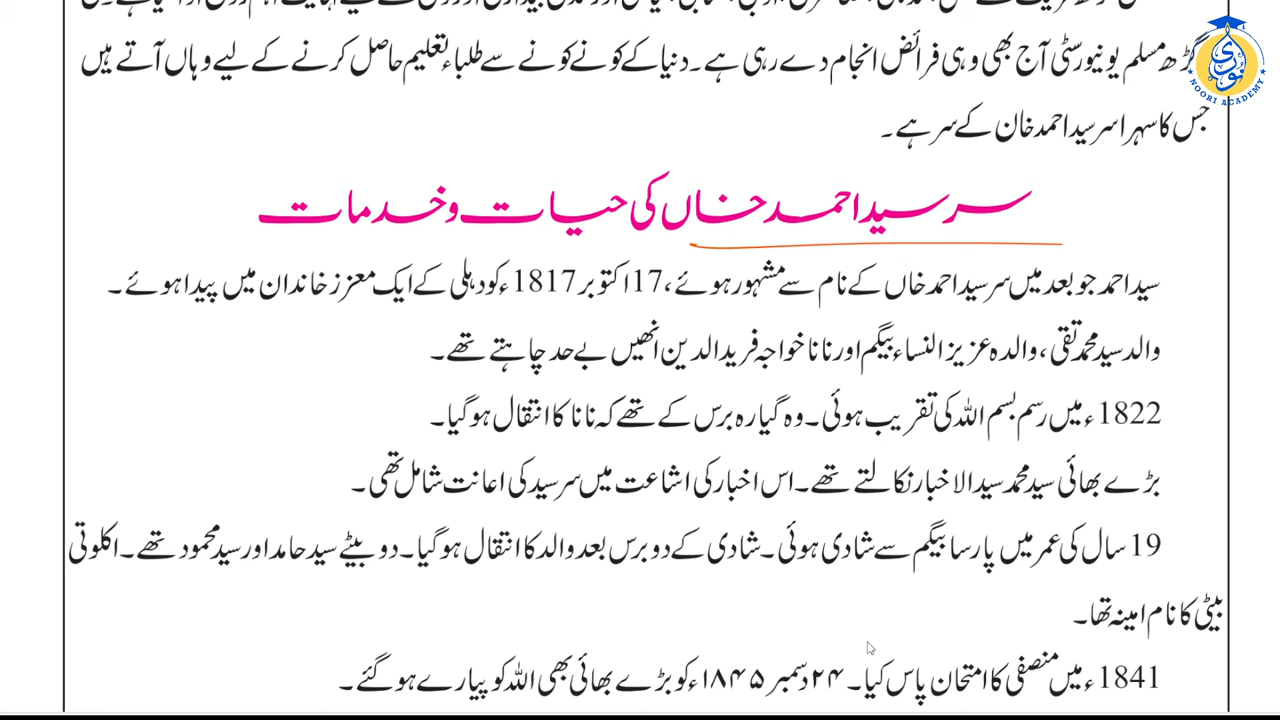 گڑھ مسلم یونیورسٹی آج بھی وہی فرائض انجام دے رہی ہے۔ دنیا کے کونے کونے سے طلباء تعلیم حاصل کرنے کے لیے وہاں آتے ہیں
جس کا سہرا سرسید احمد خان کے سر ہے۔
نوری
NOORI ACADEMY
سرسید احمد خاں کی حیات و خدمات
سید احمد جو بعد میں سرسید احمد خاں کے نام سے مشہور ہوئے، 17 اکتوبر 1817ء کو دہلی کے ایک معزز خاندان میں پیدا ہوئے۔
والد سید محمد تقی، والدہ عزیز النساء بیگم اور نانا خواجہ فرید الدین انھیں بے حد چاہتے تھے۔
1822ء میں رسم بسم اللہ کی تقریب ہوئی۔ وہ گیارہ برس کے تھے کہ نانا کا انتقال ہو گیا۔
بڑے بھائی سید محمد سید الاخبار نکالتے تھے۔ اس اخبار کی اشاعت میں سرسید کی اعانت شامل تھی۔
19 سال کی عمر میں پارسا بیگم سے شادی ہوئی۔ شادی کے دو برس بعد والد کا انتقال ہو گیا۔ دو بیٹے سید حامد اور سید محمود تھے۔ اکلوتی
بیٹی کا نام امینہ تھا۔
1841ء میں منصفی کا امتحان پاس کیا۔ ۲۴ دسمبر ۱۸۴۵ء کو بڑے بھائی بھی اللہ کو پیارے ہو گئے۔